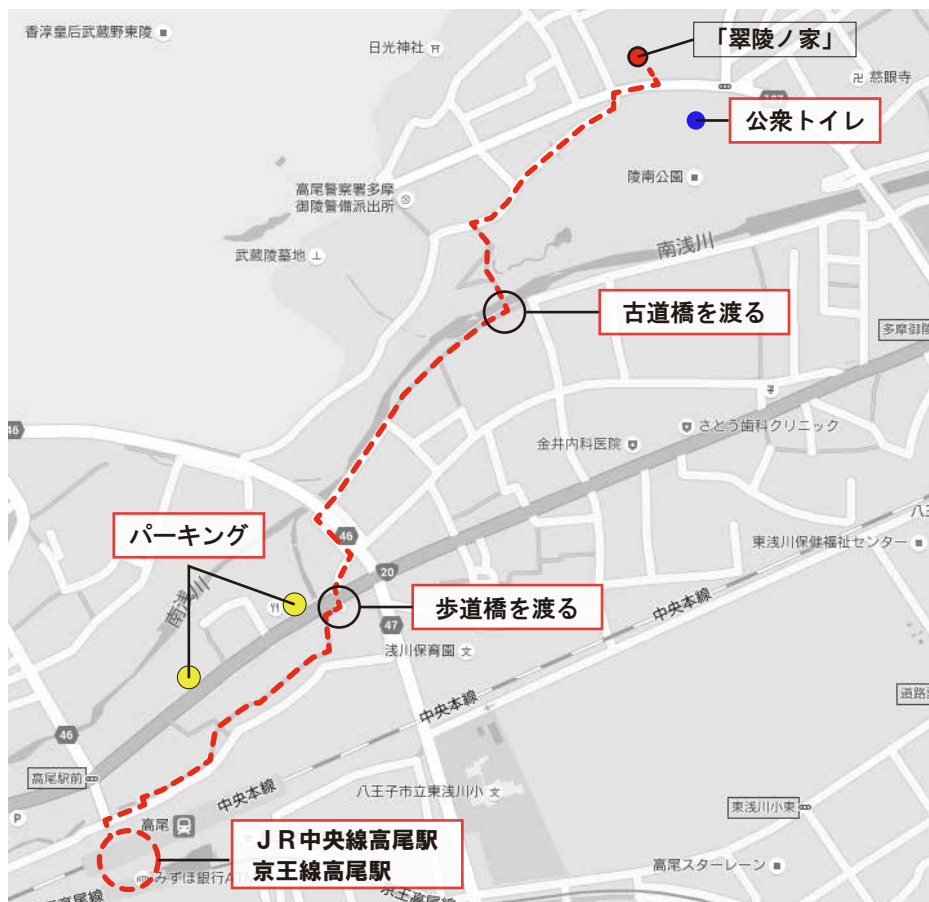 香淳皇后武蔵野東陵
日光神社
「翠陵ノ家」
慈眼寺
公衆トイレ
高尾警察署多摩
御陵警備派出所
陵南公園
武蔵陵墓地
南浅川
古道橋を渡る
多摩御陵
46
金井内科医院
さとう歯科クリニック
パーキング
46
東浅川保健福祉センター
20
南浅川
歩道橋を渡る
中央本線
47
浅川保育園
道路
中央本線
46
高尾駅前
中央本線
八王子市立東浅川小
東浅川小東
P
高尾
ＪＲ中央線高尾駅
京王線高尾駅
高尾スターレーン
みずほ銀行A
京王高尾線